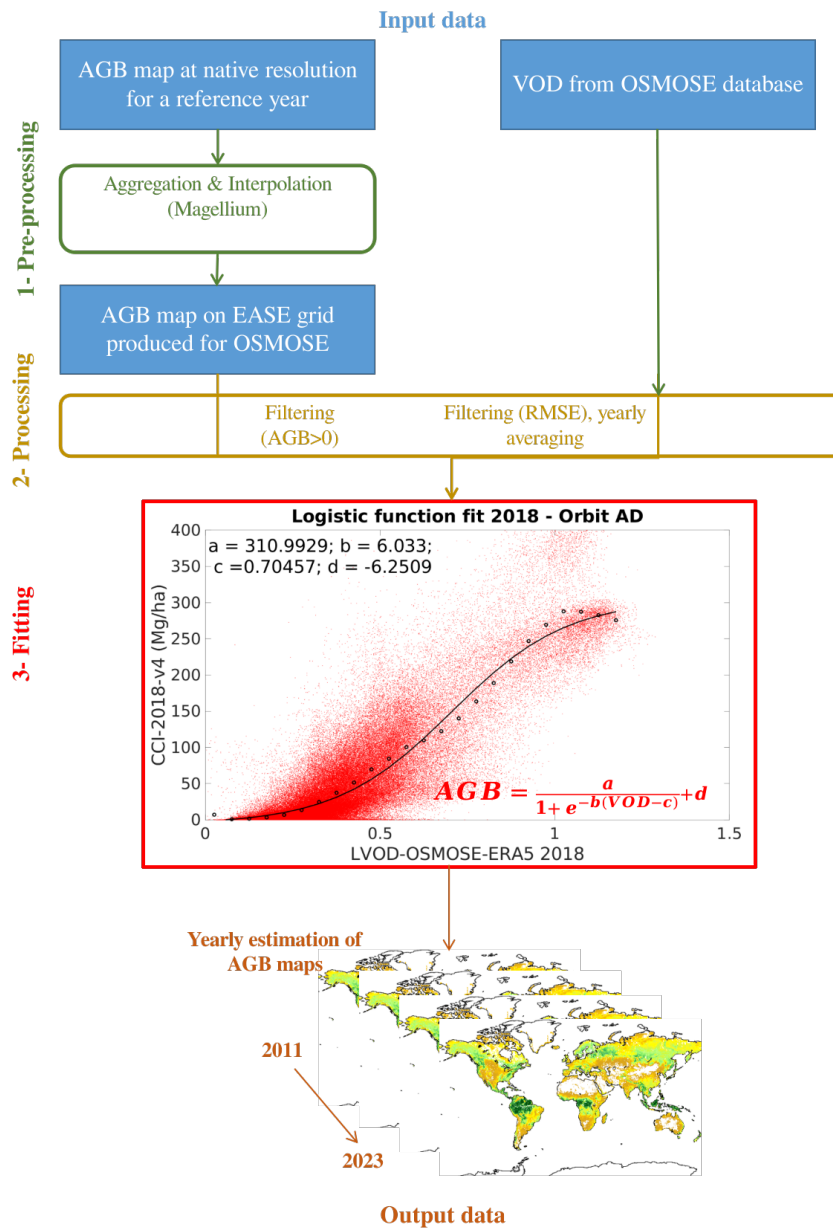 Input data
AGB map at native resolution
for a reference year
VOD from OSMOSE database
1- Pre-processing
Aggregation & Interpolation
(Magellium)
AGB map on EASE grid
produced for OSMOSE
2- Processing
Filtering
(AGB>0)
Filtering (RMSE), yearly
averaging
3- Fitting
Logistic function fit 2018 - Orbit AD
a = 310.9929; b = 6.033;
c =0.70457; d = -6.2509
CCI-2018-v4 (Mg/ha)
400
350
300
250
200
150
100
50
0
AGB = a / 1+ e^-b(VOD-c) + d
0
0.5
1
1.5
LVOD-OSMOSE-ERA5 2018
Yearly estimation of
AGB maps
2011
2023
Output data